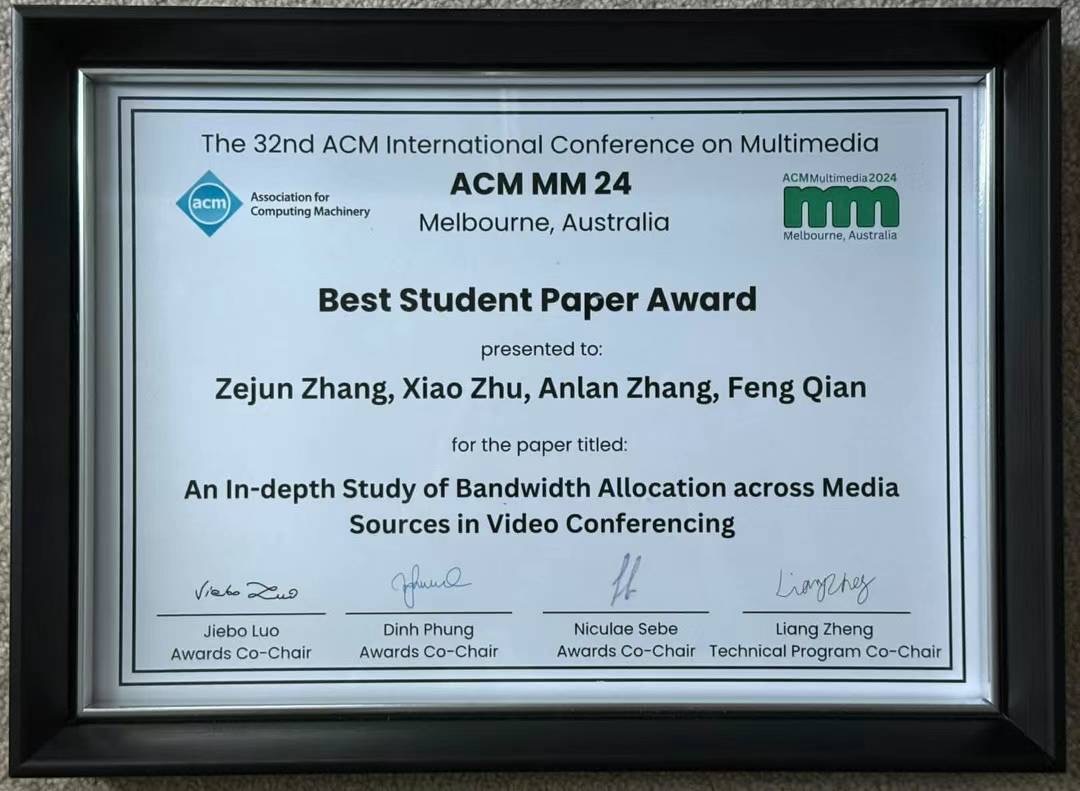 The 32nd ACM International Conference on Multimedia
acm
Association for
Computing Machinery
ACM MM 24
Melbourne, Australia
ACMMultimedia2024
mm
Melbourne, Australia
Best Student Paper Award
presented to:
Zejun Zhang, Xiao Zhu, Anlan Zhang, Feng Qian
for the paper titled:
An In-depth Study of Bandwidth Allocation across Media
Sources in Video Conferencing
Jiebo Luo
Liang Zheng
Jiebo Luo
Dinh Phung
Niculae Sebe
Liang Zheng
Awards Co-Chair
Awards Co-Chair
Awards Co-Chair
Technical Program Co-Chair